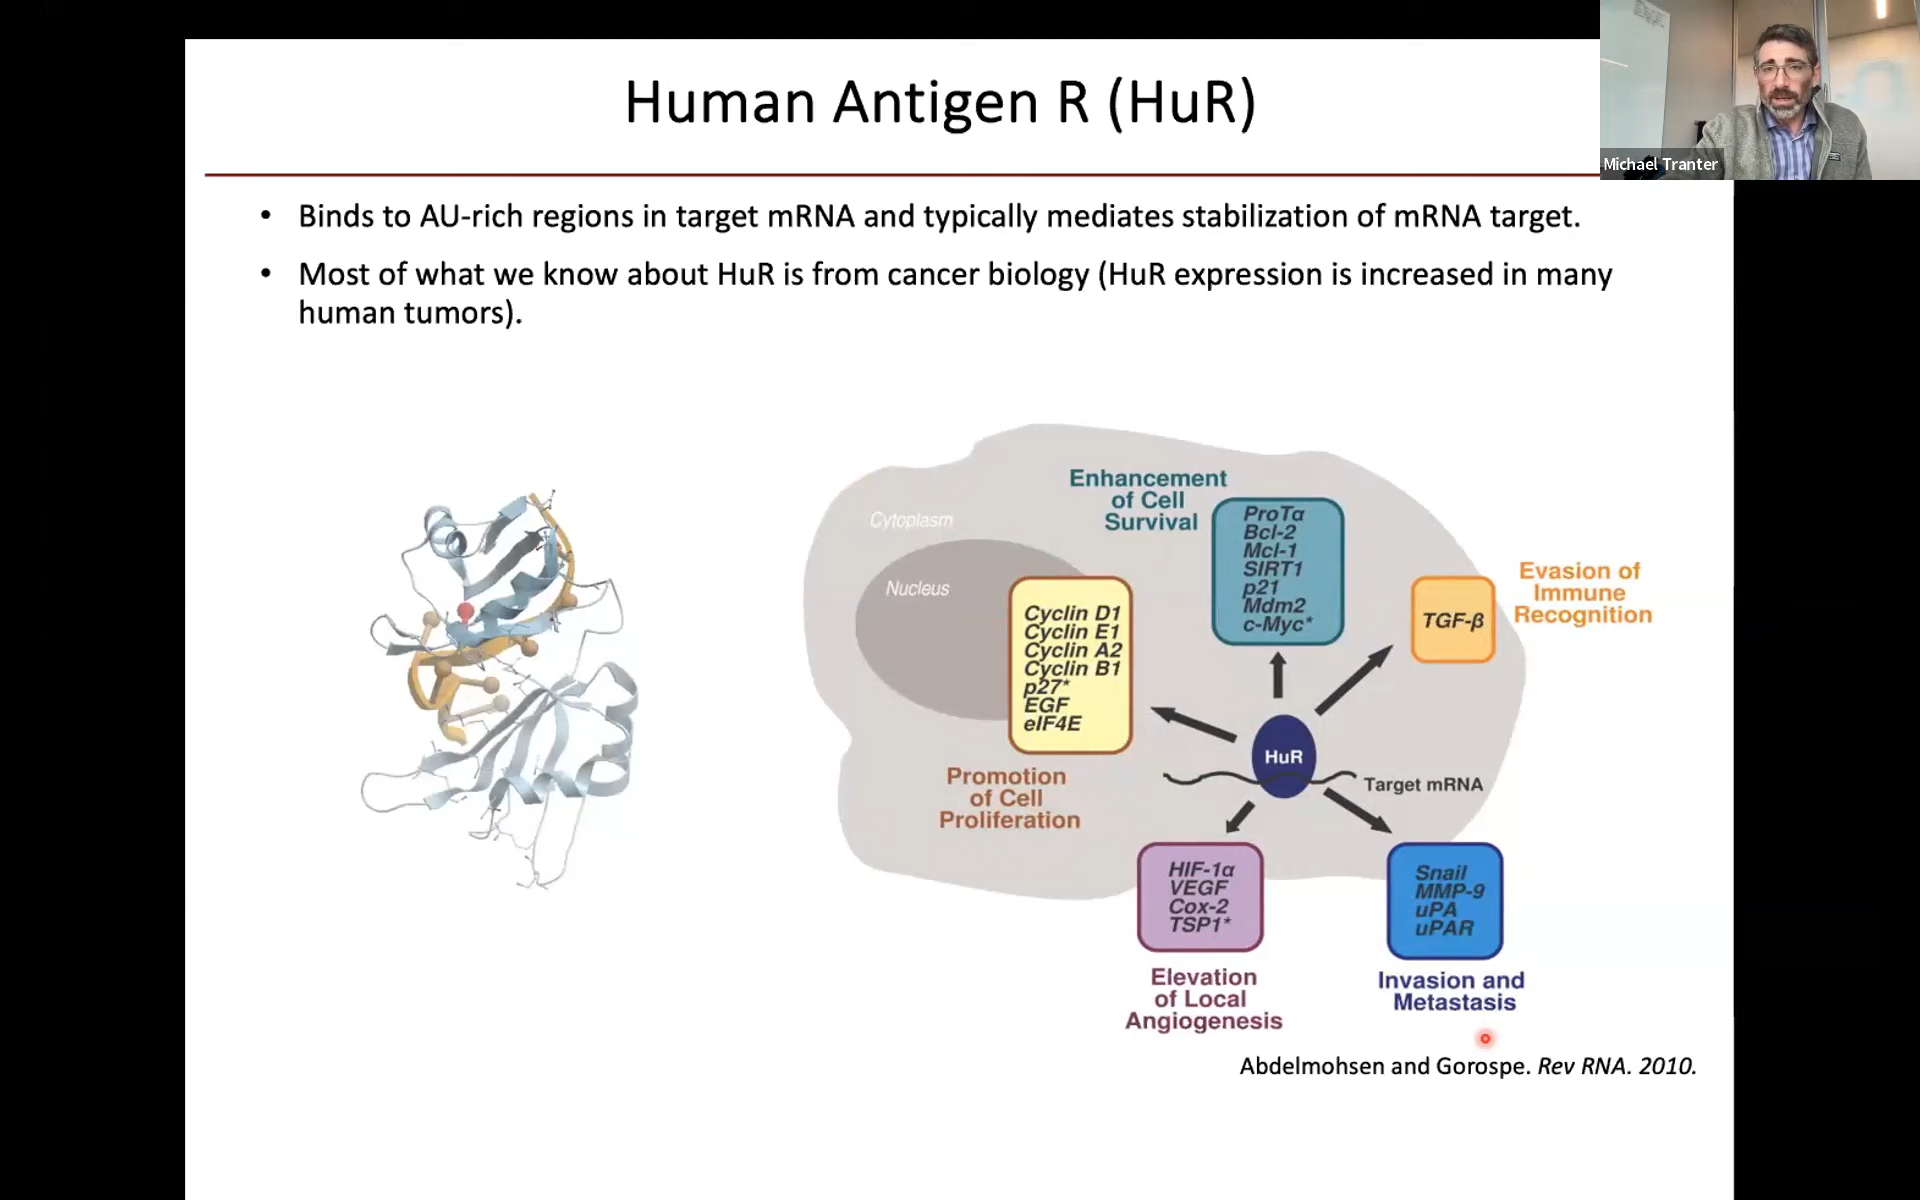 Human Antigen R (HuR)
Michael Tranter
• Binds to AU-rich regions in target mRNA and typically mediates stabilization of mRNA target.
• Most of what we know about HuR is from cancer biology (HuR expression is increased in many
human tumors).
Cytoplasm
Nucleus
Enhancement
of Cell
Survival
ProTα
Bcl-2
Mcl-1
SIRT1
p21
Mdm2
c-Myc*
Evasion of
Immune
Recognition
TGF-β
Cyclin D1
Cyclin E1
Cyclin A2
Cyclin B1
p27*
EGF
eIF4E
Promotion
of Cell
Proliferation
HuR
Target mRNA
HIF-1α
VEGF
Cox-2
TSP1*
Elevation
of Local
Angiogenesis
Snail
MMP-9
uPA
uPAR
Invasion and
Metastasis
Abdelmohsen and Gorospe. Rev RNA. 2010.